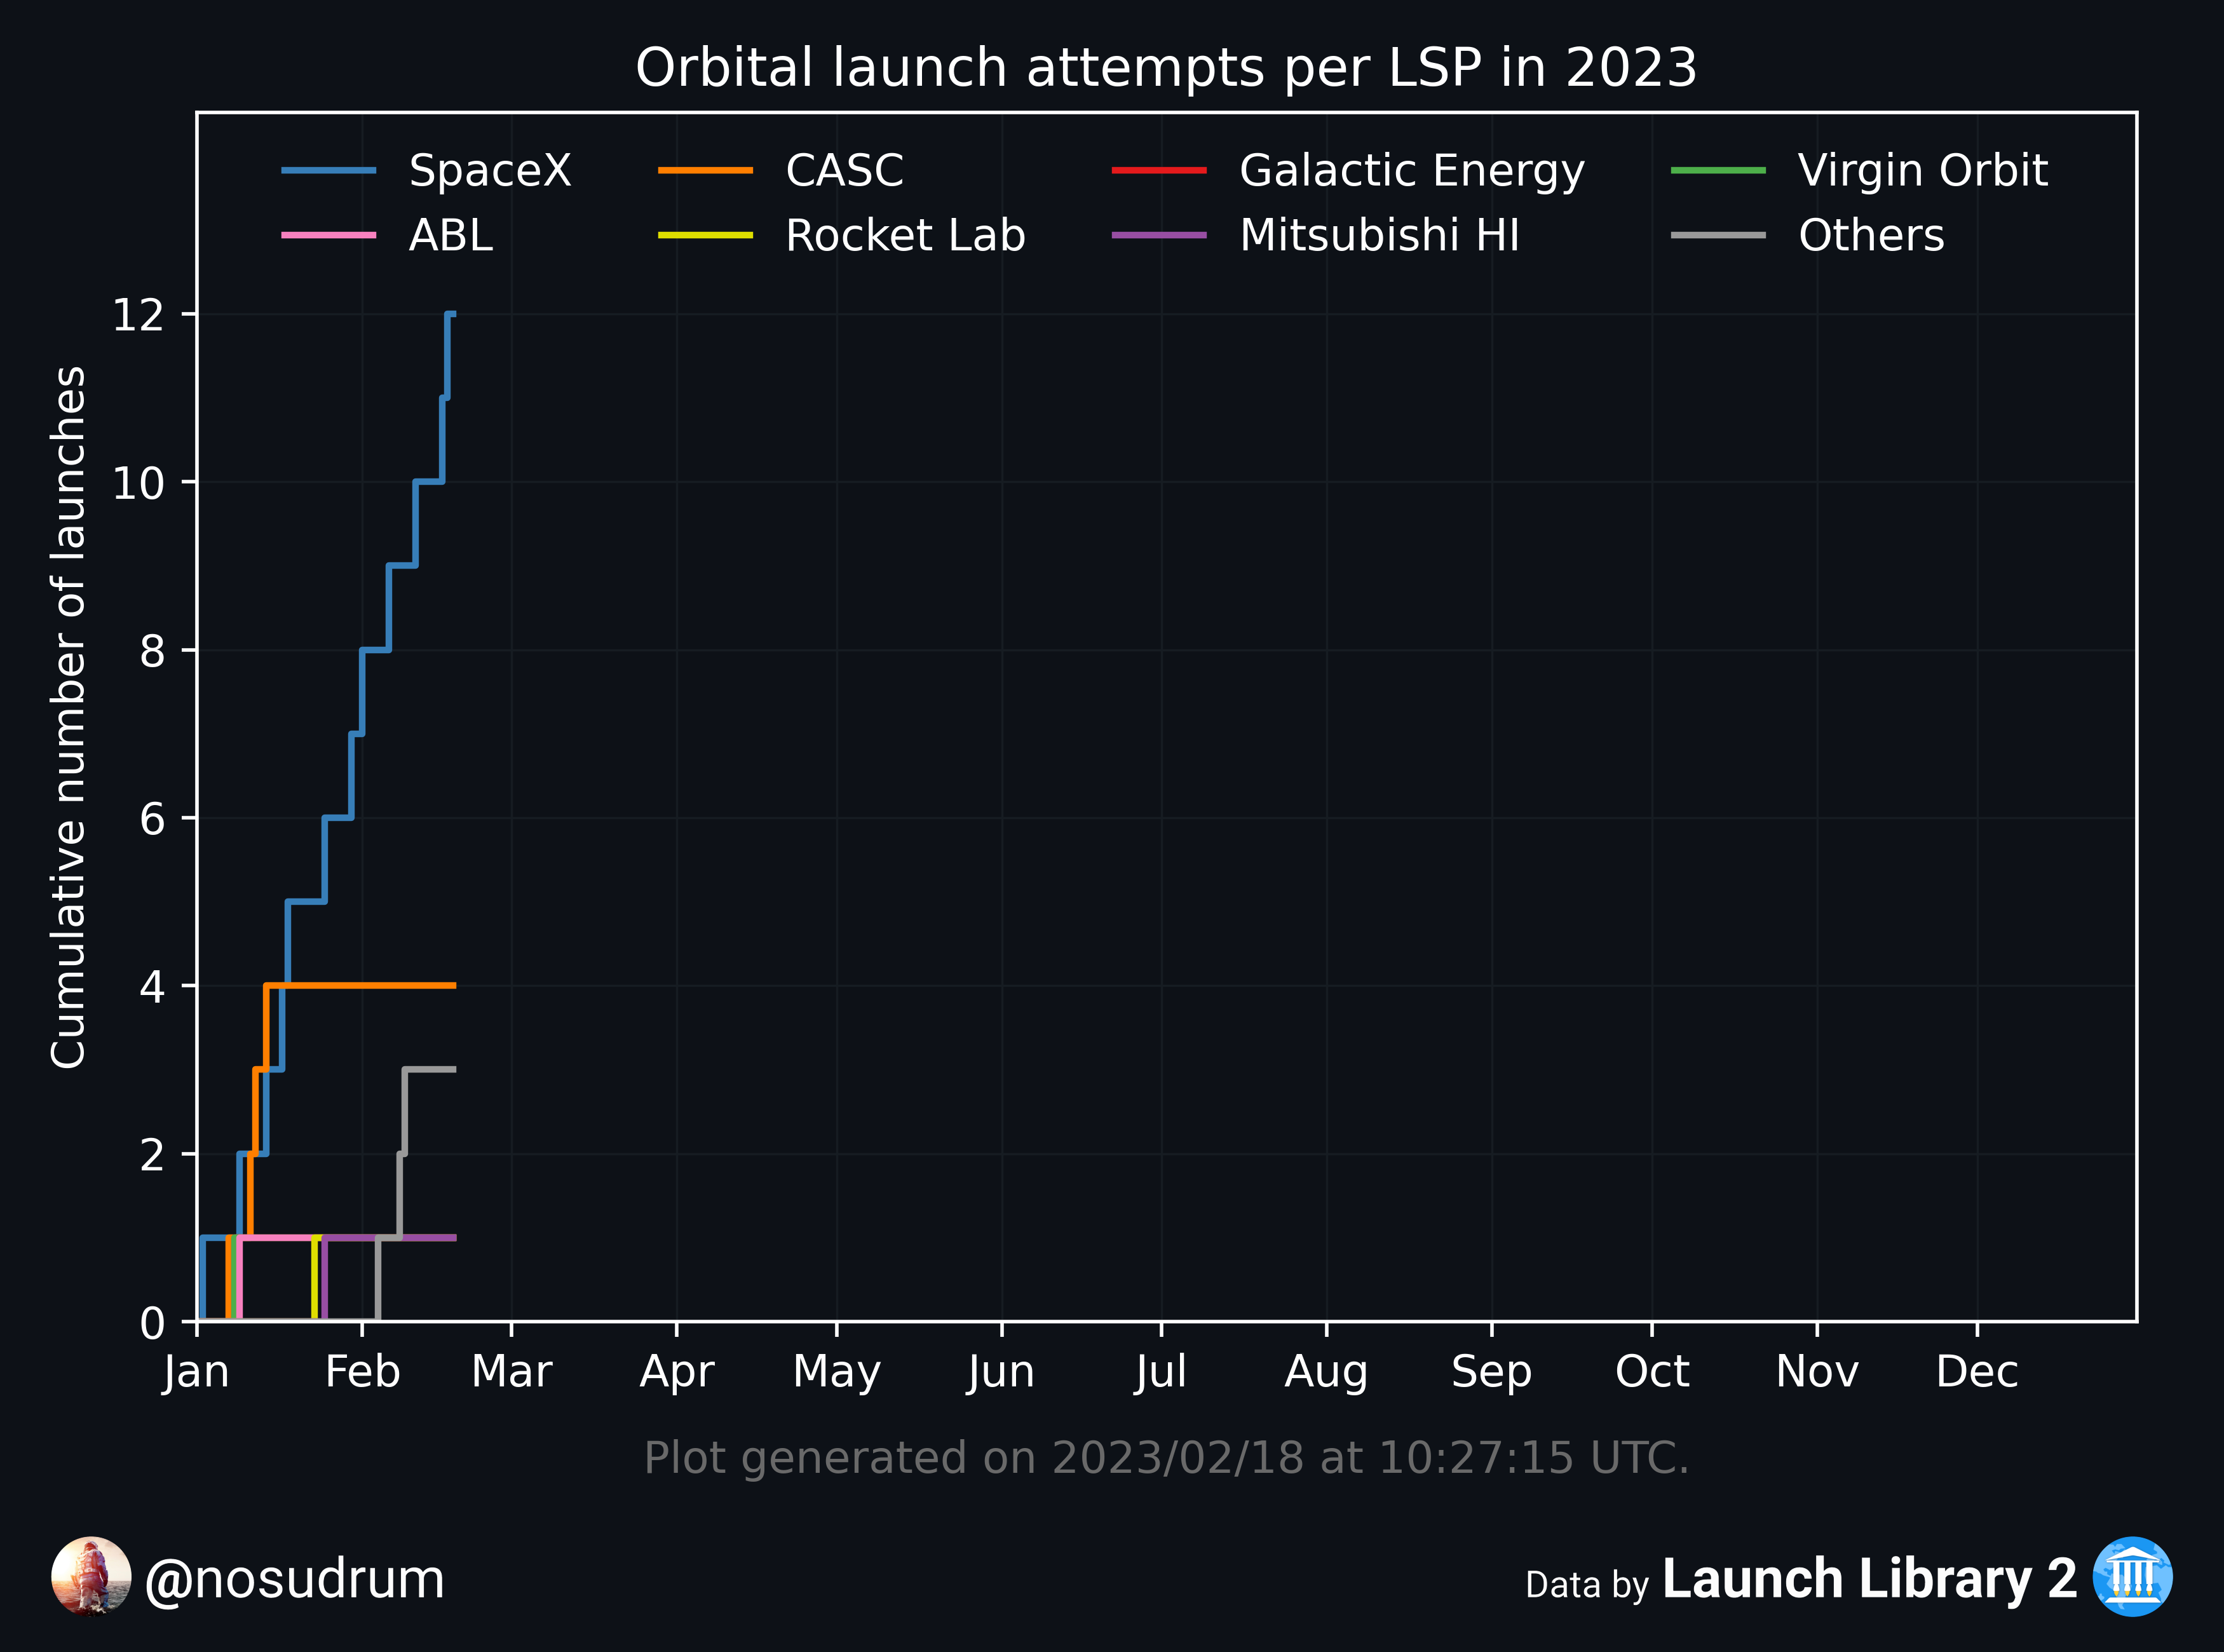 Orbital launch attempts per LSP in 2023
SpaceX CASC Galactic Energy Virgin Orbit
ABL Rocket Lab Mitsubishi HI Others
Cumulative number of launches
12
10
8
6
4
2
0
Jan Feb Mar Apr May Jun Jul Aug Sep Oct Nov Dec
Plot generated on 2023/02/18 at 10:27:15 UTC.
@nosudrum
Data by Launch Library 2